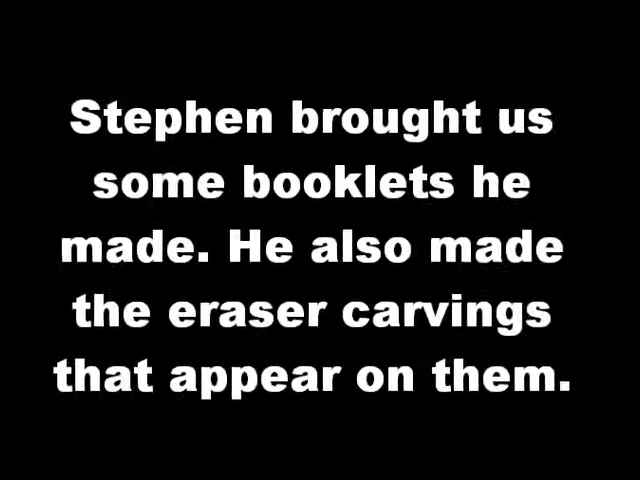 Stephen brought us
some booklets he
made. He also made
the eraser carvings
that appear on them.